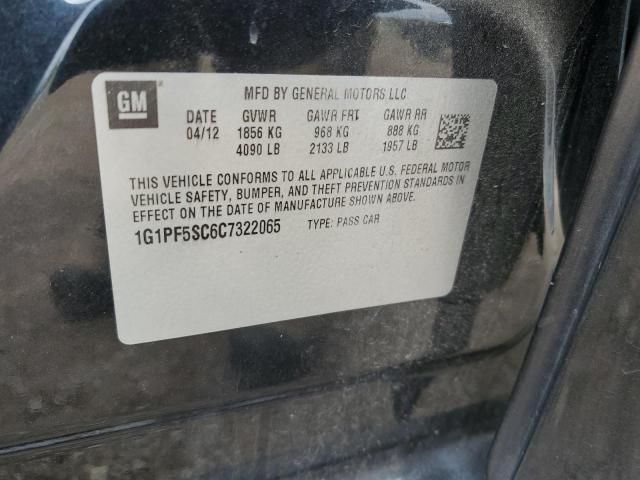 GM
MFD BY GENERAL MOTORS LLC
DATE GVWR GAWR FRT GAWR RR
04/12 1856 KG 968 KG 888 KG
4090 LB 2133 LB 1957 LB
THIS VEHICLE CONFORMS TO ALL APPLICABLE U.S. FEDERAL MOTOR
VEHICLE SAFETY, BUMPER, AND THEFT PREVENTION STANDARDS IN
EFFECT ON THE DATE OF MANUFACTURE SHOWN ABOVE.
1G1PF5SC6C7322065 TYPE: PASS CAR